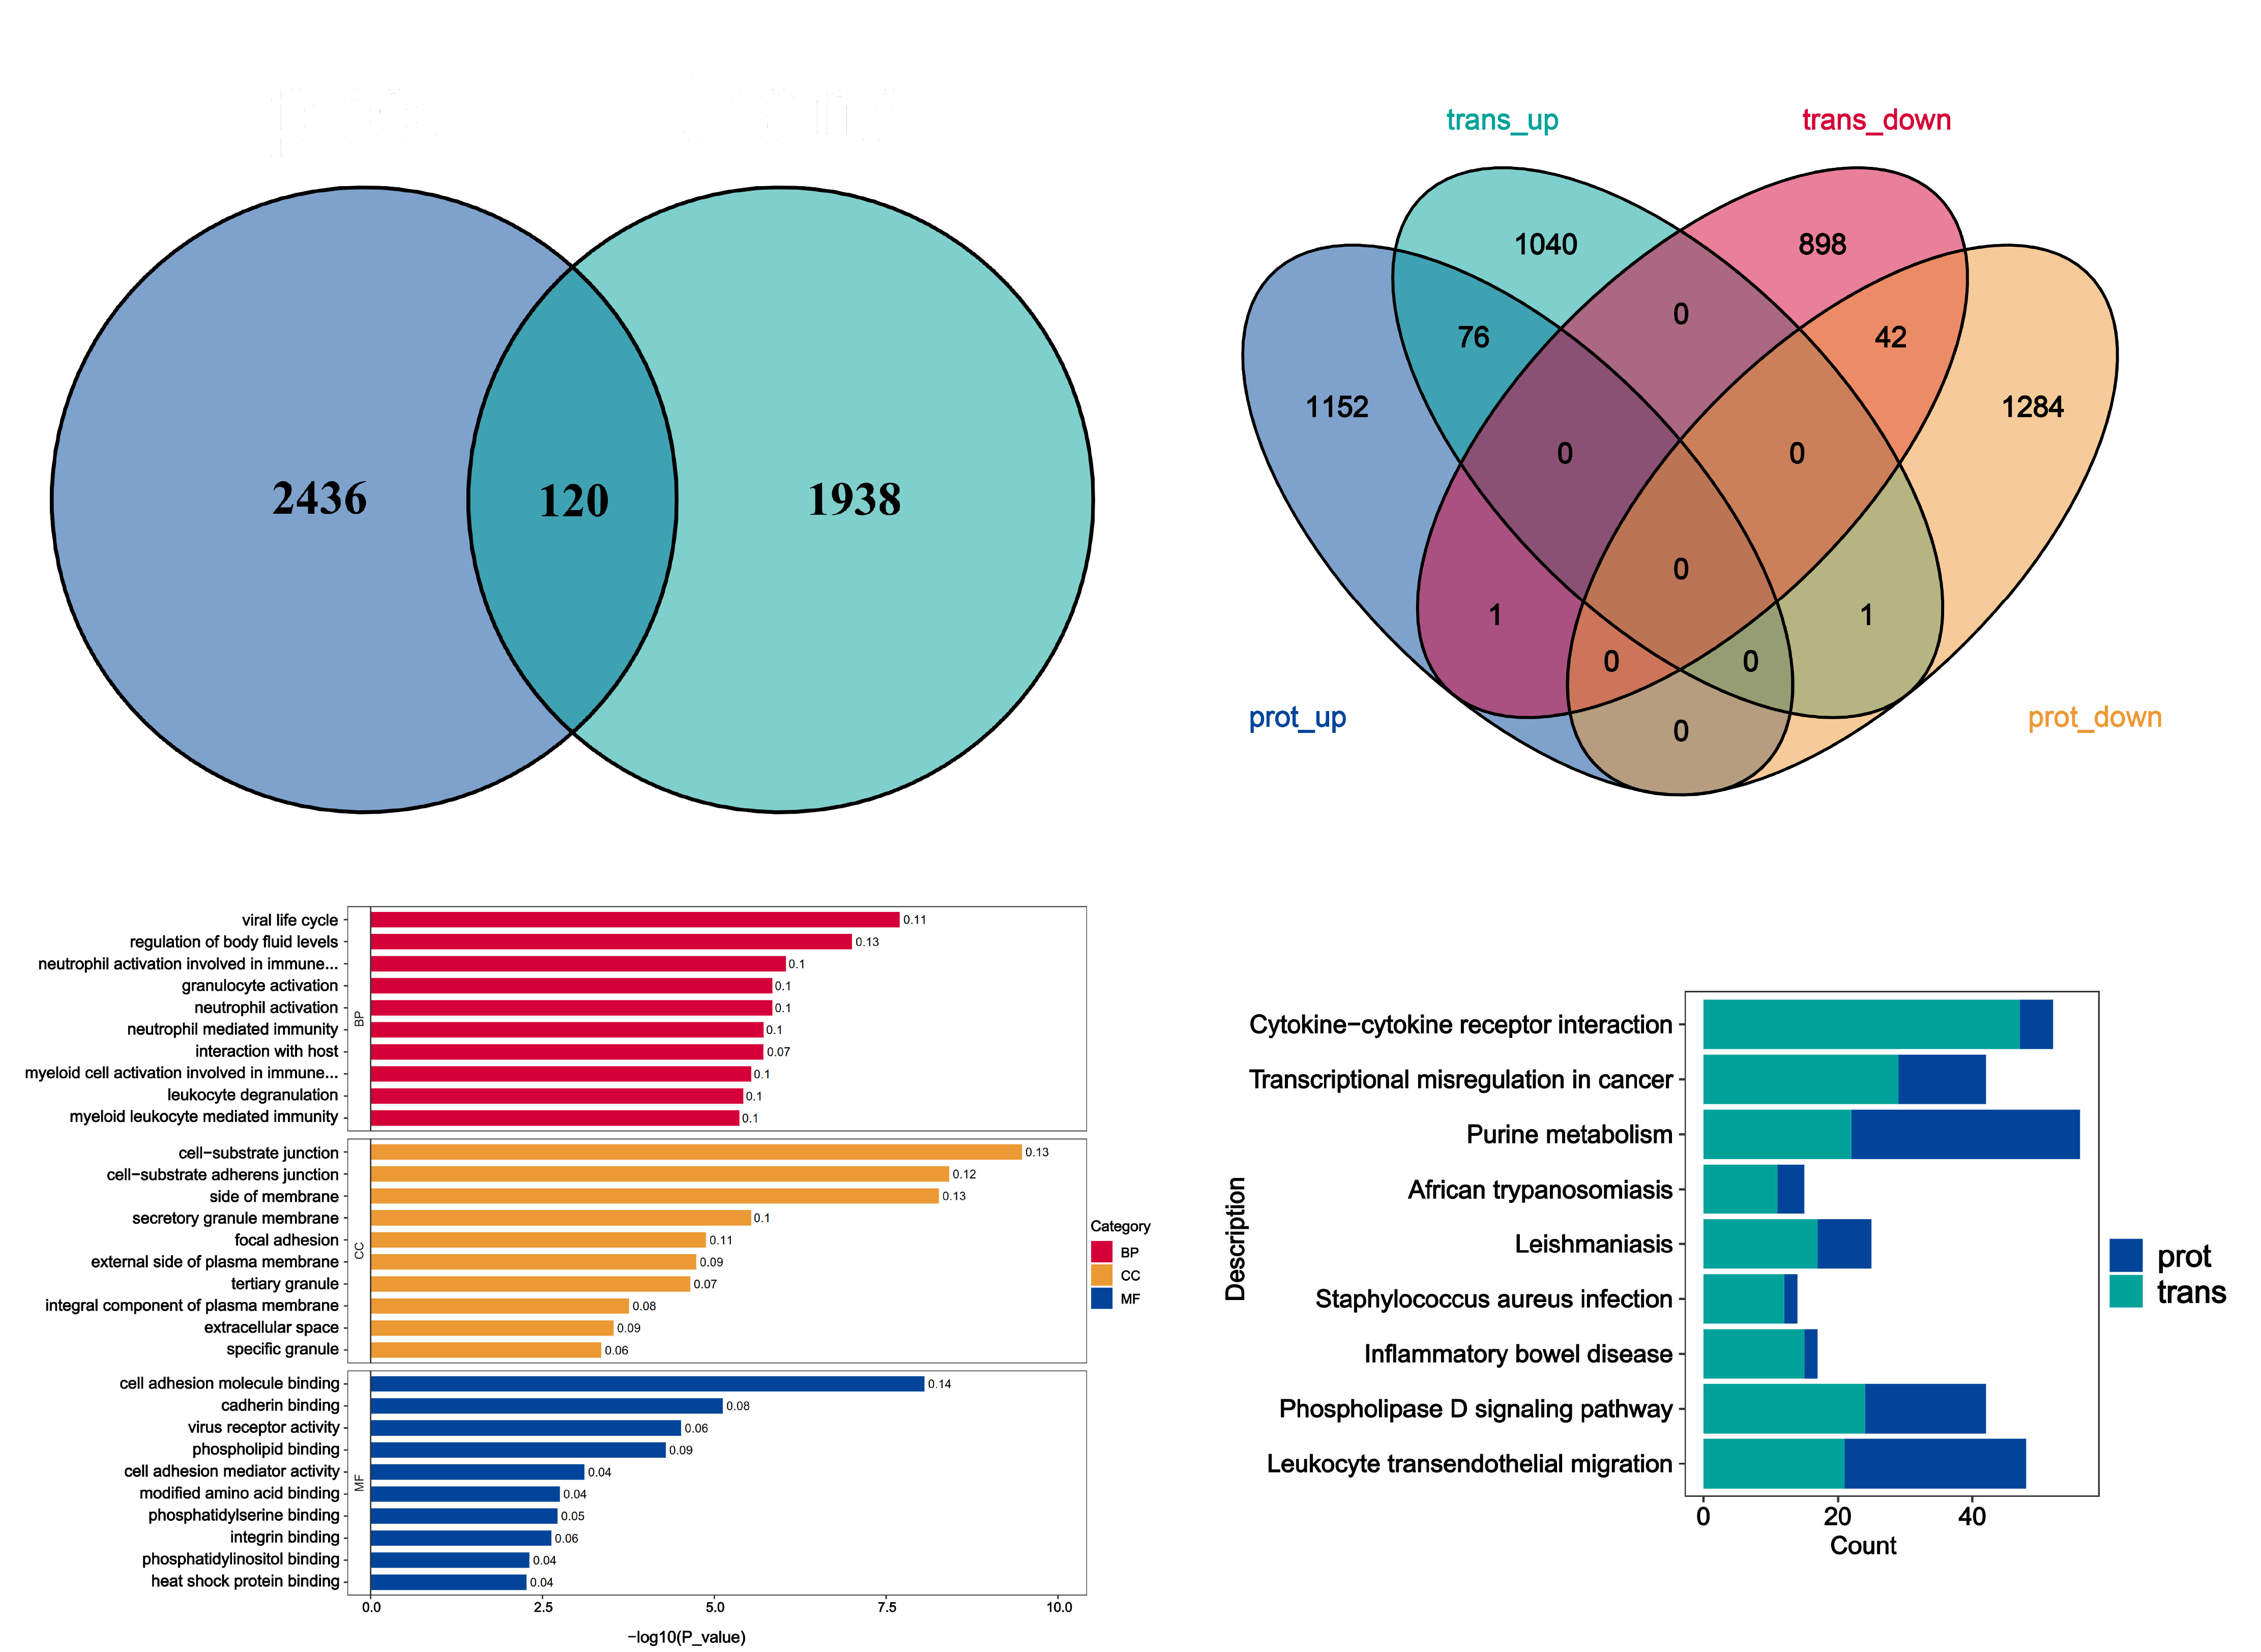 2436
120
1938
trans_up
trans_down
1040
898
76
0
42
1152
1284
0
0
0
1
1
0
0
0
prot_up
prot_down
viral life cycle
0.11
regulation of body fluid levels
0.13
neutrophil activation involved in immune...
0.1
granulocyte activation
0.1
neutrophil activation
0.1
neutrophil mediated immunity
0.1
interaction with host
0.07
myeloid cell activation involved in immune...
0.1
leukocyte degranulation
0.1
myeloid leukocyte mediated immunity
0.1
BP
cell−substrate junction
0.13
cell−substrate adherens junction
0.12
side of membrane
0.13
secretory granule membrane
0.1
focal adhesion
0.11
external side of plasma membrane
0.09
tertiary granule
0.07
integral component of plasma membrane
0.08
extracellular space
0.09
specific granule
0.06
CC
cell adhesion molecule binding
0.14
cadherin binding
0.08
virus receptor activity
0.06
phospholipid binding
0.09
cell adhesion mediator activity
0.04
modified amino acid binding
0.04
phosphatidylserine binding
0.05
integrin binding
0.06
phosphatidylinositol binding
0.04
heat shock protein binding
0.04
MF
0.0 2.5 5.0 7.5 10.0
−log10(P_value)
Category
BP
CC
MF
Description
Cytokine−cytokine receptor interaction
Transcriptional misregulation in cancer
Purine metabolism
African trypanosomiasis
Leishmaniasis
Staphylococcus aureus infection
Inflammatory bowel disease
Phospholipase D signaling pathway
Leukocyte transendothelial migration
0 20 40
Count
prot
trans